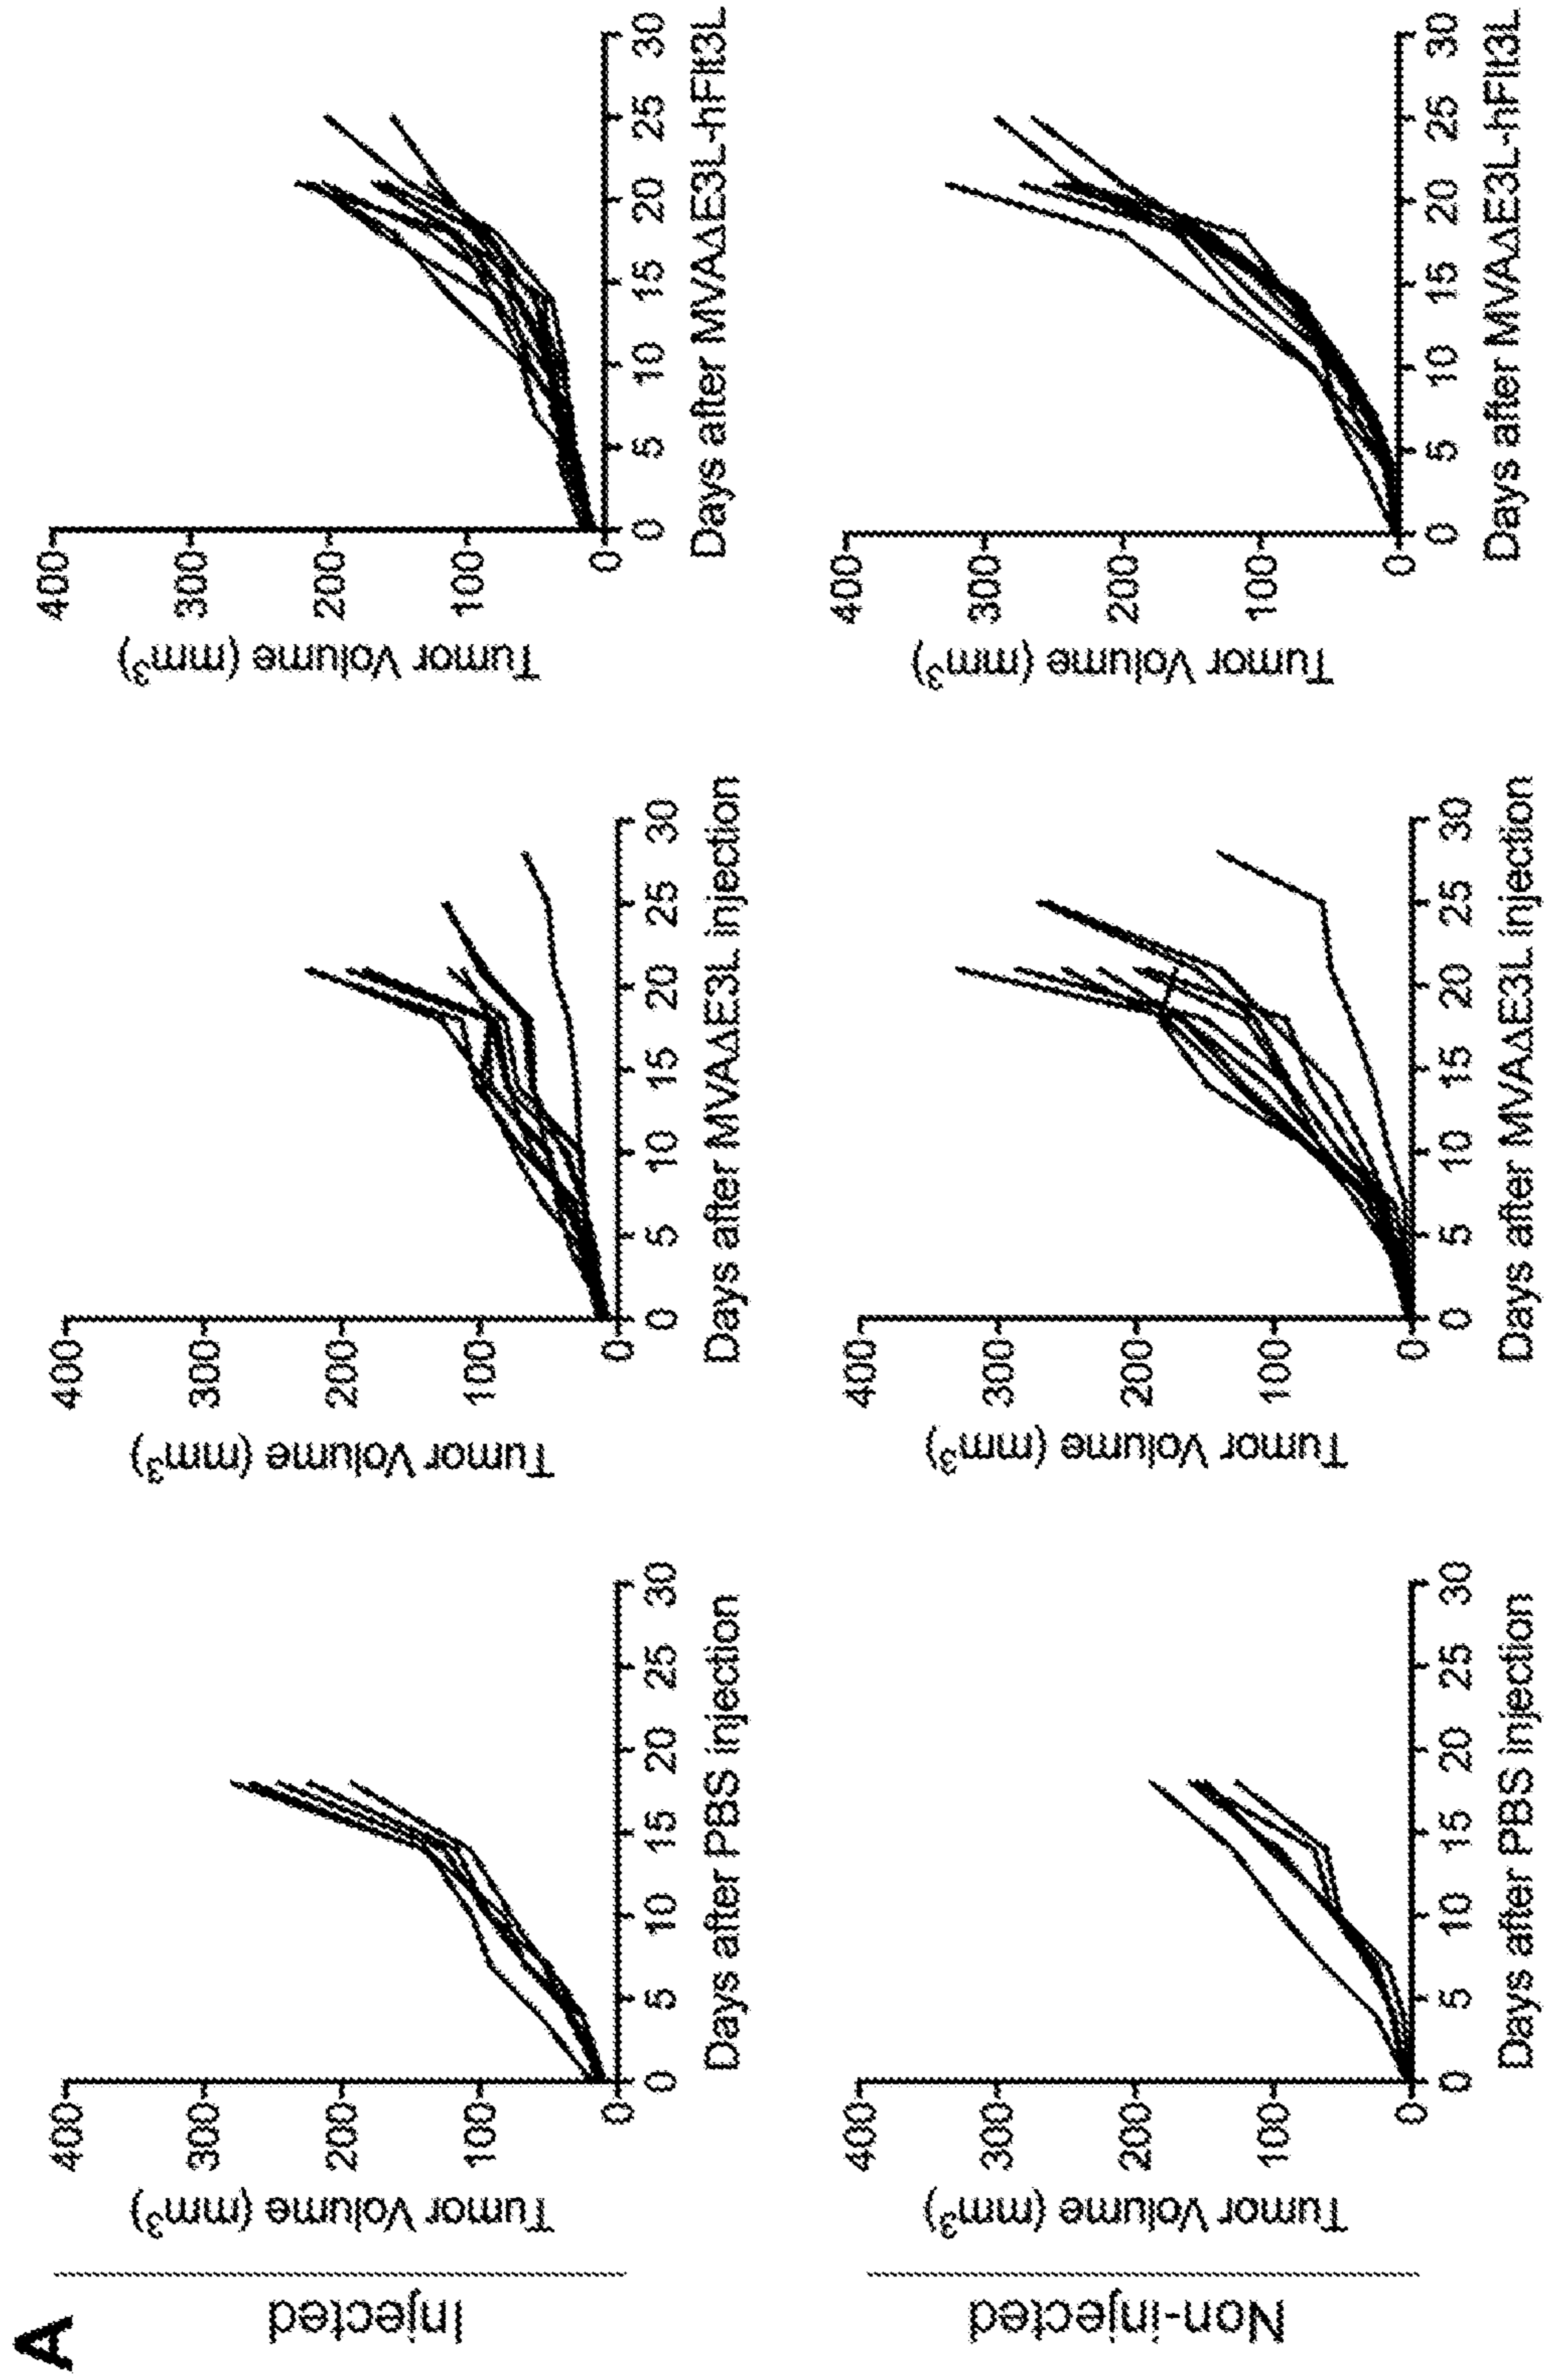 A
Injected
Tumor Volume (mm³)
400
300
200
100
0
0 5 10 15 20 25 30
Days after PBS injection
Tumor Volume (mm³)
400
300
200
100
0
0 5 10 15 20 25 30
Days after MVAΔE3L injection
Tumor Volume (mm³)
400
300
200
100
0
0 5 10 15 20 25 30
Days after MVAΔE3L-hFlt3L
Non-injected
Tumor Volume (mm³)
400
300
200
100
0
0 5 10 15 20 25 30
Days after PBS injection
Tumor Volume (mm³)
400
300
200
100
0
0 5 10 15 20 25 30
Days after MVAΔE3L injection
Tumor Volume (mm³)
400
300
200
100
0
0 5 10 15 20 25 30
Days after MVAΔE3L-hFlt3L